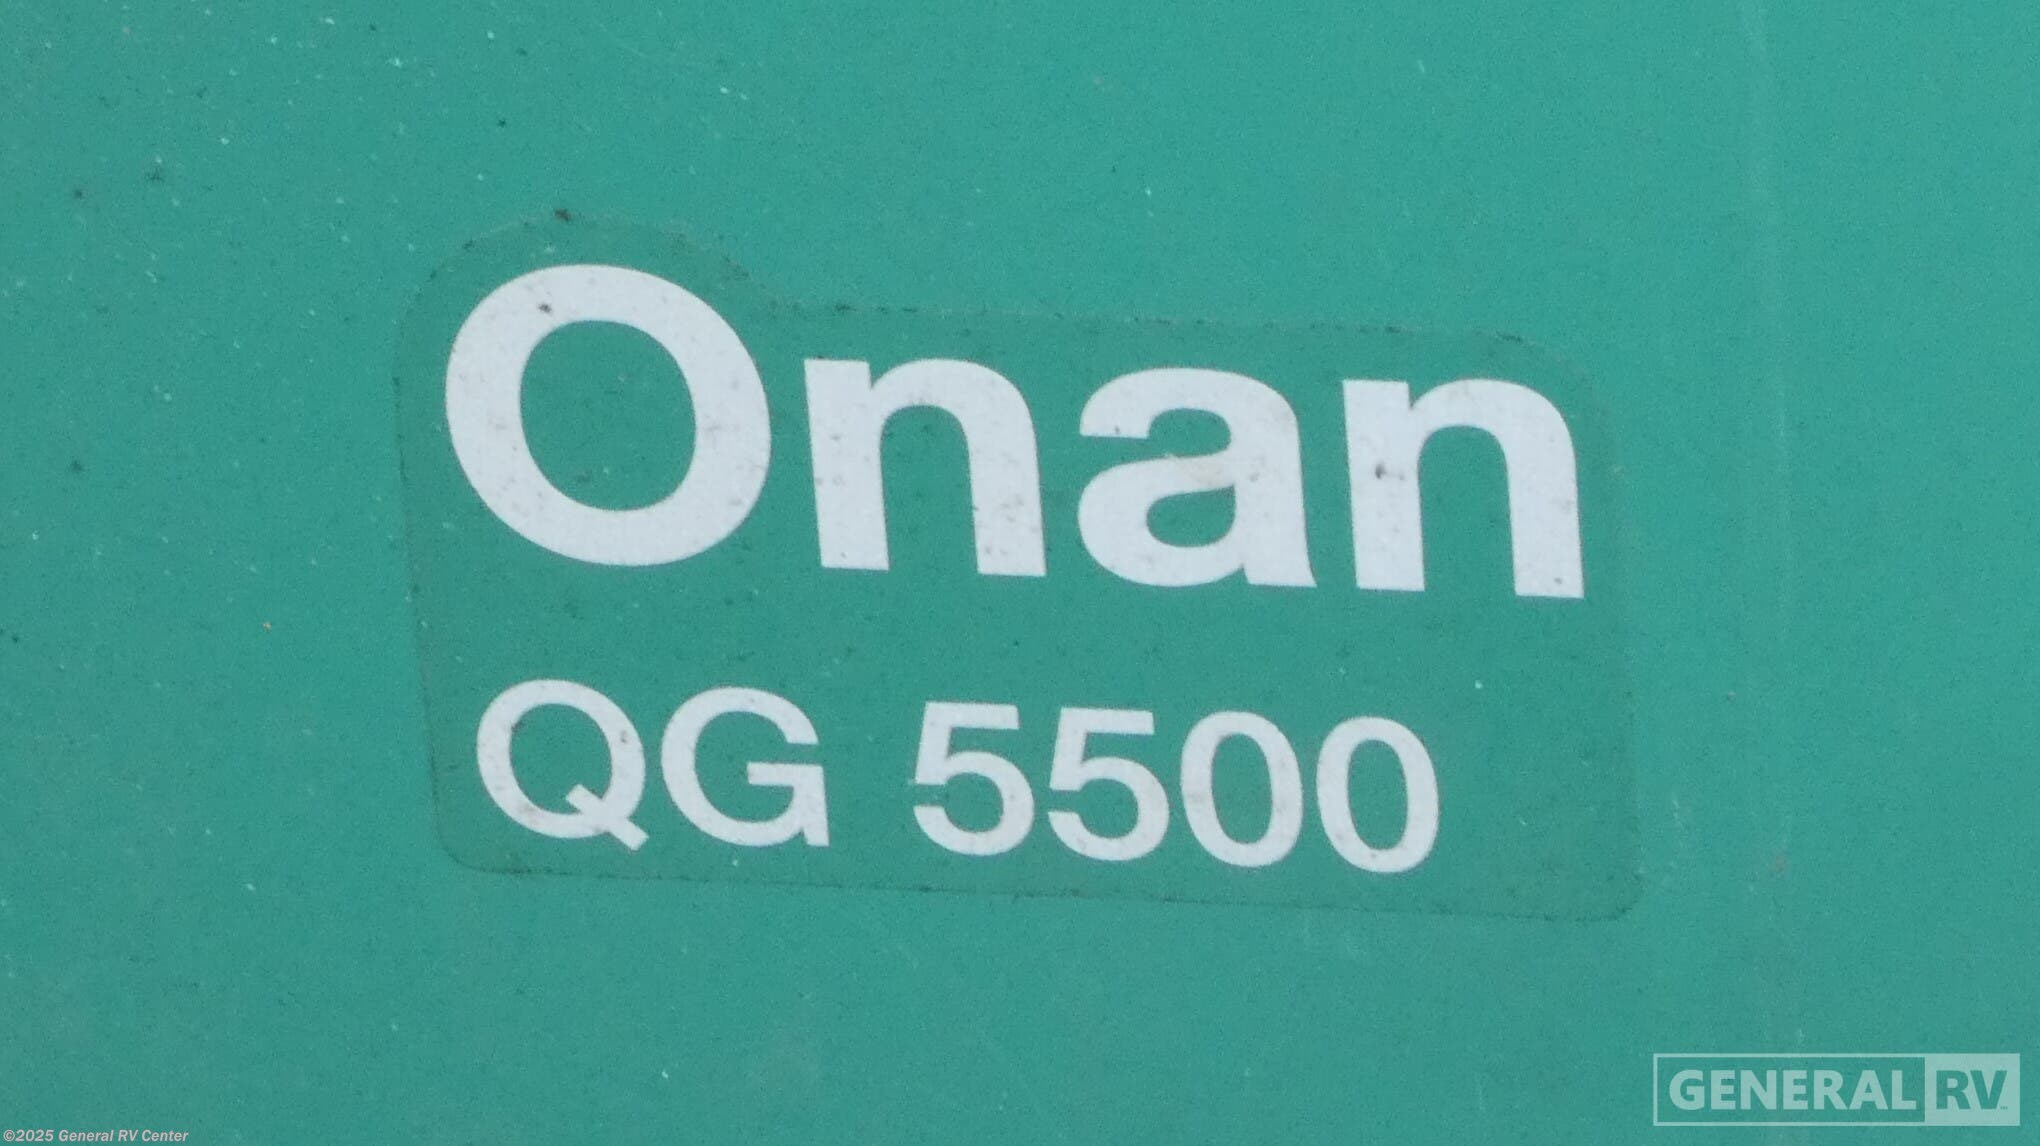 Onan
QG 5500
GENERAL RV
©2025 General RV Center